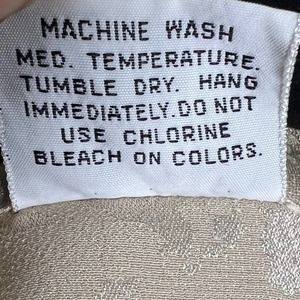 MACHINE WASH
MED. TEMPERATURE.
TUMBLE DRY. HANG
IMMEDIATELY.DO NOT
USE CHLORINE
BLEACH ON COLORS.